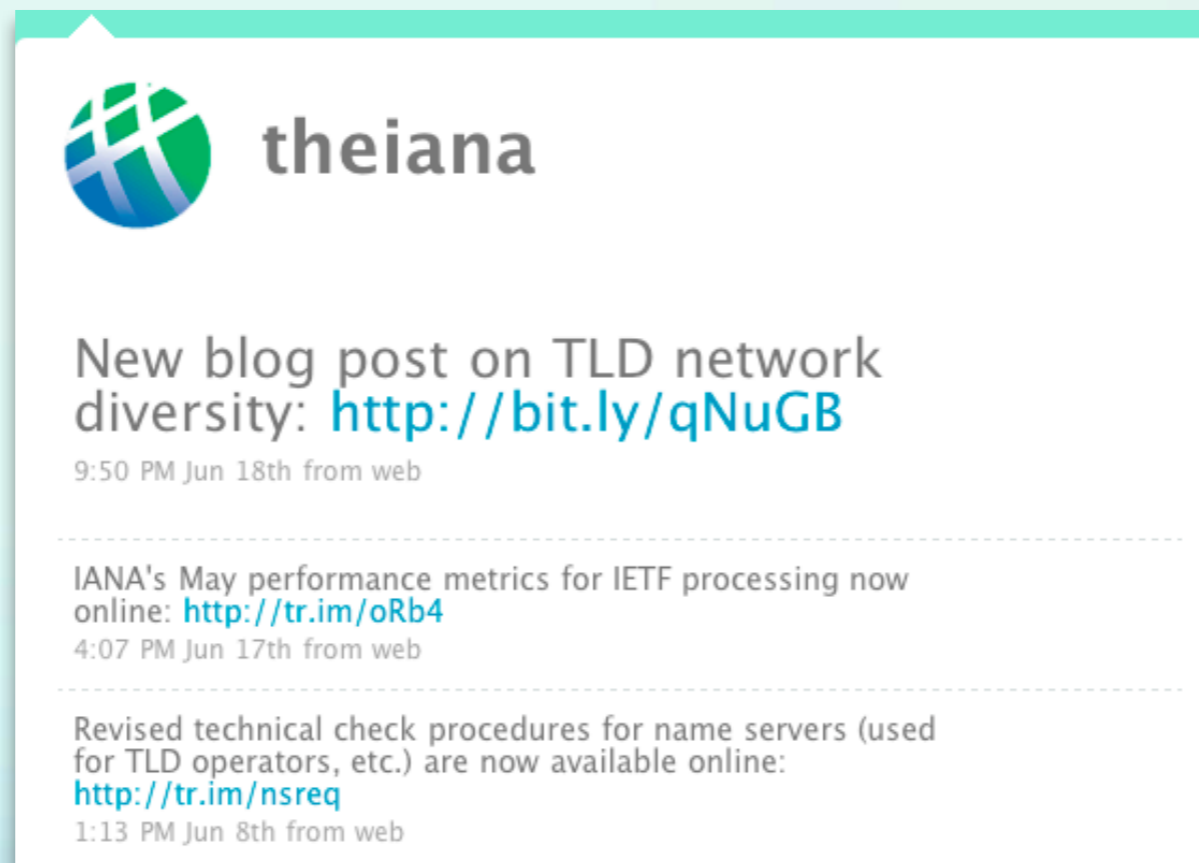 theiana
New blog post on TLD network
diversity: http://bit.ly/qNuGB
9:50 PM Jun 18th from web
IANA's May performance metrics for IETF processing now
online: http://tr.im/oRb4
4:07 PM Jun 17th from web
Revised technical check procedures for name servers (used
for TLD operators, etc.) are now available online:
http://tr.im/nsreq
1:13 PM Jun 8th from web